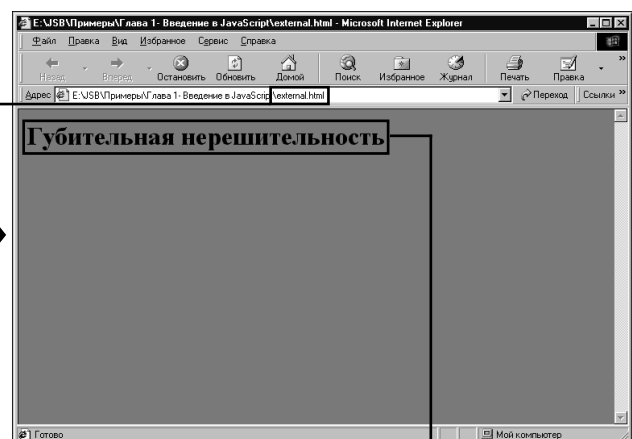 E:\JSB\Примеры\Глава 1- Введение в JavaScript\external.html - Microsoft Internet Explorer
Файл Правка Вид Избранное Сервис Справка
Назад Вперед Остановить Обновить Домой Поиск Избранное Журнал Печать Правка »
Адрес E:\JSB\Примеры\Глава 1- Введение в JavaScrip\external.html Переход Ссылки »
Губительная нерешительность
Готово Мой компьютер